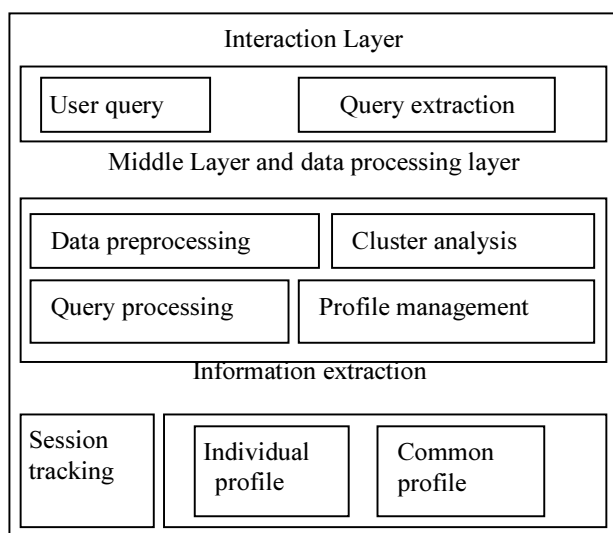 Interaction Layer
User query
Query extraction
Middle Layer and data processing layer
Data preprocessing
Cluster analysis
Query processing
Profile management
Information extraction
Session
tracking
Individual
profile
Common
profile